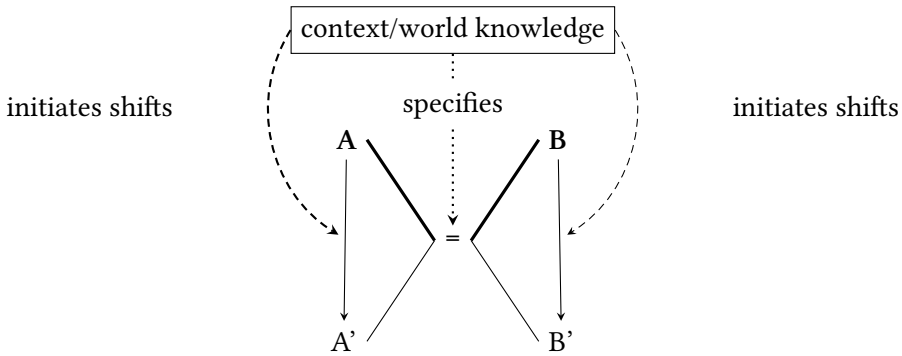 context/world knowledge
initiates shifts
specifies
initiates shifts
A
B
=
A’
B’